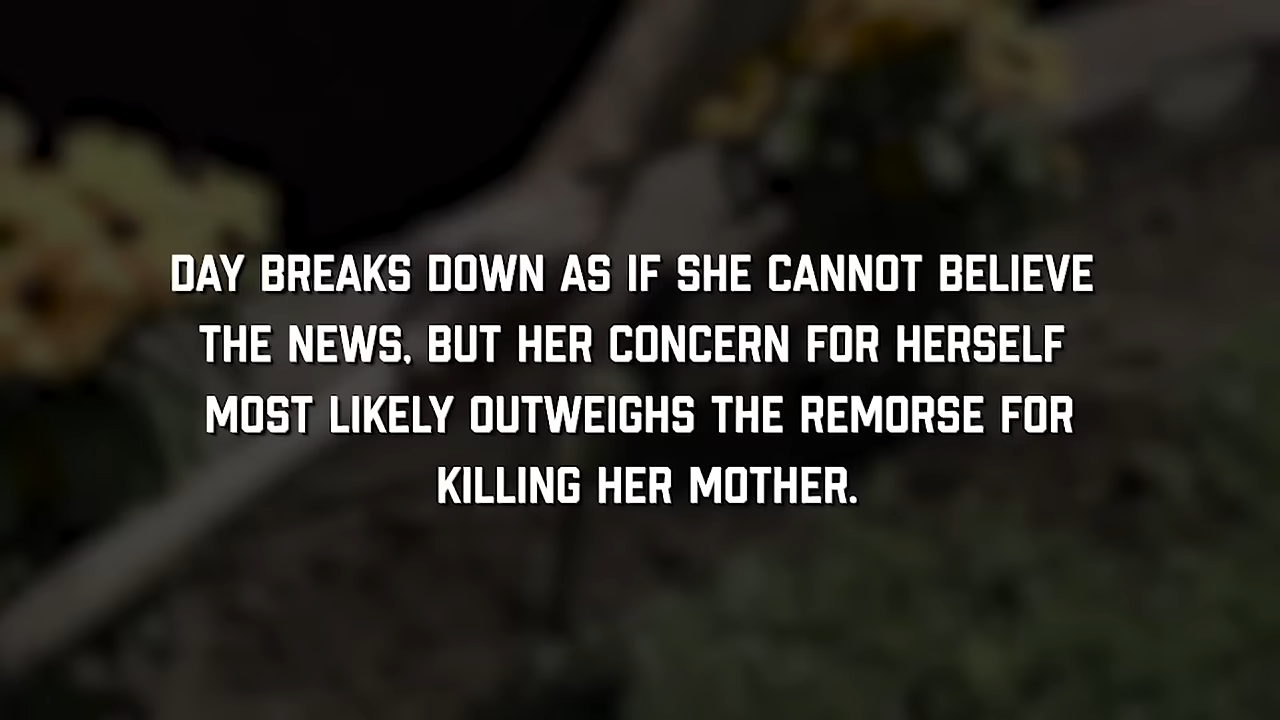 DAY BREAKS DOWN AS IF SHE CANNOT BELIEVE
THE NEWS. BUT HER CONCERN FOR HERSELF
MOST LIKELY OUTWEIGHS THE REMORSE FOR
KILLING HER MOTHER.